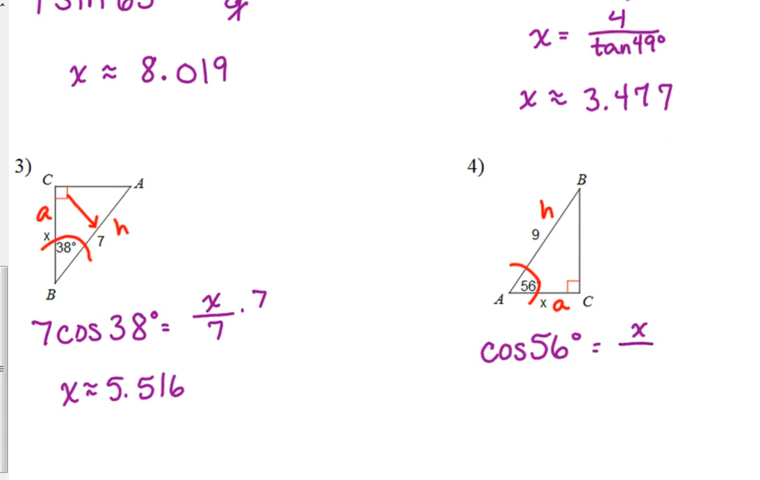 x ≈ 8.019
x = 4 / tan49°
x ≈ 3.477
3)
C
A
a
h
x
38°
7
B
7cos38° = x/7 · 7
x ≈ 5.516
4)
B
h
9
56
A
x
a
C
cos56° = x